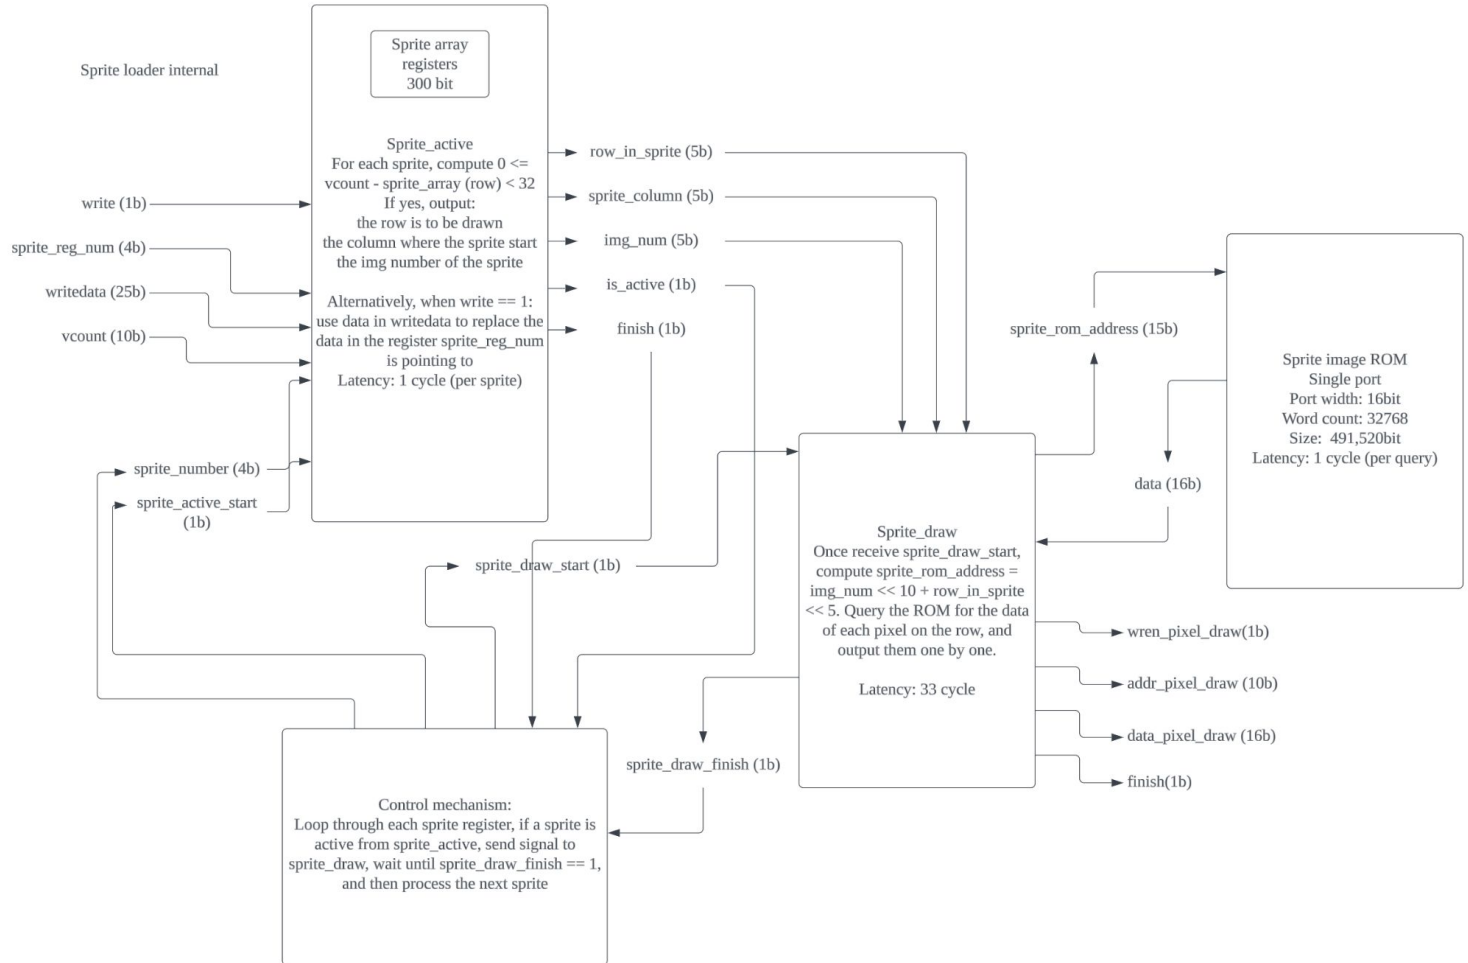 Sprite loader internal
Sprite array
registers
300 bit
Sprite_active
For each sprite, compute 0 <=
vcount - sprite_array (row) < 32
If yes, output:
the row is to be drawn
the column where the sprite start
the img number of the sprite
Alternatively, when write == 1:
use data in writedata to replace the
data in the register sprite_reg_num
is pointing to
Latency: 1 cycle (per sprite)
write (1b)
sprite_reg_num (4b)
writedata (25b)
vcount (10b)
sprite_number (4b)
sprite_active_start
(1b)
row_in_sprite (5b)
sprite_column (5b)
img_num (5b)
is_active (1b)
finish (1b)
sprite_draw_start (1b)
sprite_rom_address (15b)
data (16b)
Sprite image ROM
Single port
Port width: 16bit
Word count: 32768
Size: 491,520bit
Latency: 1 cycle (per query)
Sprite_draw
Once receive sprite_draw_start,
compute sprite_rom_address =
img_num << 10 + row_in_sprite
<< 5. Query the ROM for the data
of each pixel on the row, and
output them one by one.
Latency: 33 cycle
wren_pixel_draw(1b)
addr_pixel_draw (10b)
data_pixel_draw (16b)
finish(1b)
sprite_draw_finish (1b)
Control mechanism:
Loop through each sprite register, if a sprite is
active from sprite_active, send signal to
sprite_draw, wait until sprite_draw_finish == 1,
and then process the next sprite